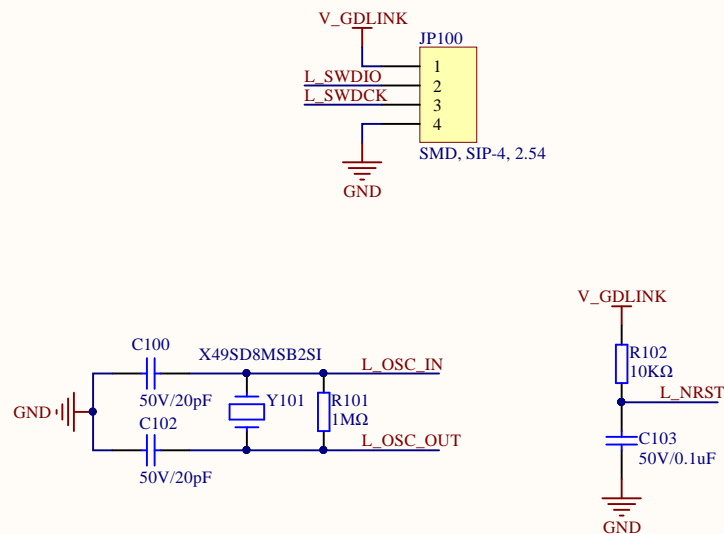 V_GDLINK
JP100
1
L_SWDIO
2
L_SWDCK
3
4
SMD, SIP-4, 2.54
GND
V_GDLINK
C100
X49SD8MSB2SI
L_OSC_IN
R102
10KΩ
50V/20pF
Y101
R101
L_NRST
GND
C102
1MΩ
L_OSC_OUT
C103
50V/0.1uF
50V/20pF
GND